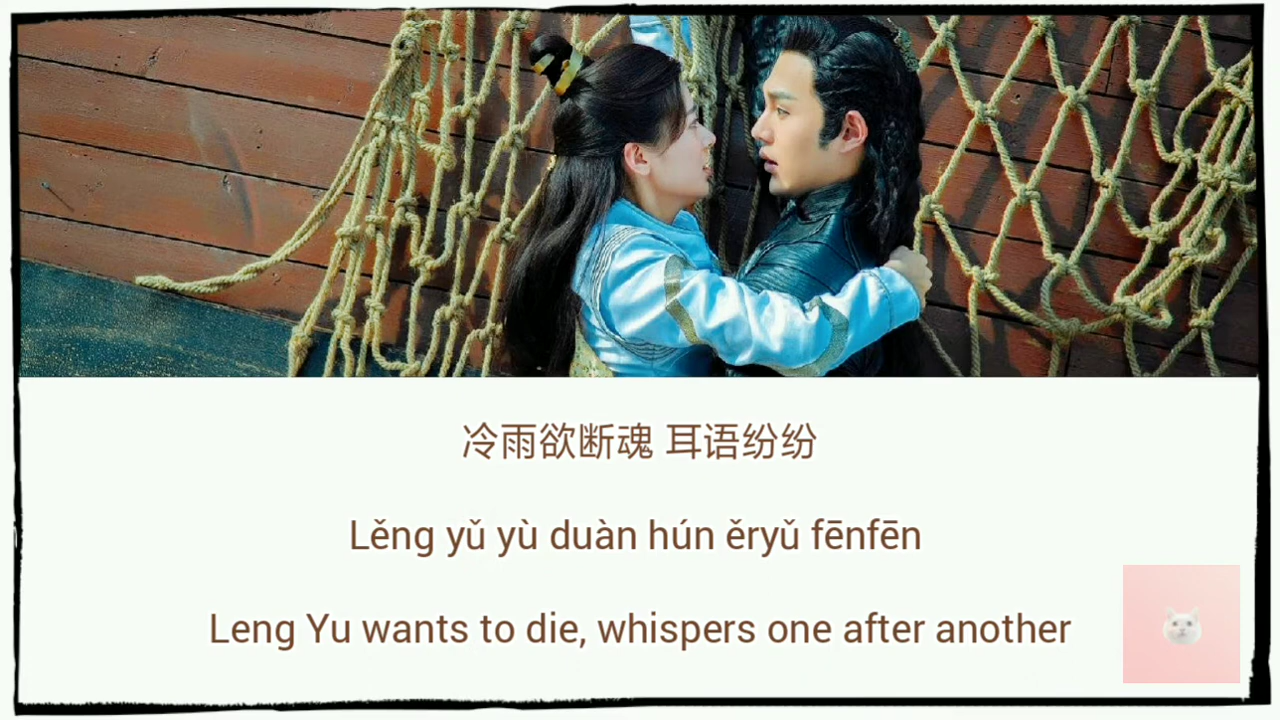 冷雨欲断魂 耳语纷纷
Lěng yǔ yù duàn hún ěryǔ fēnfēn
Leng Yu wants to die, whispers one after another